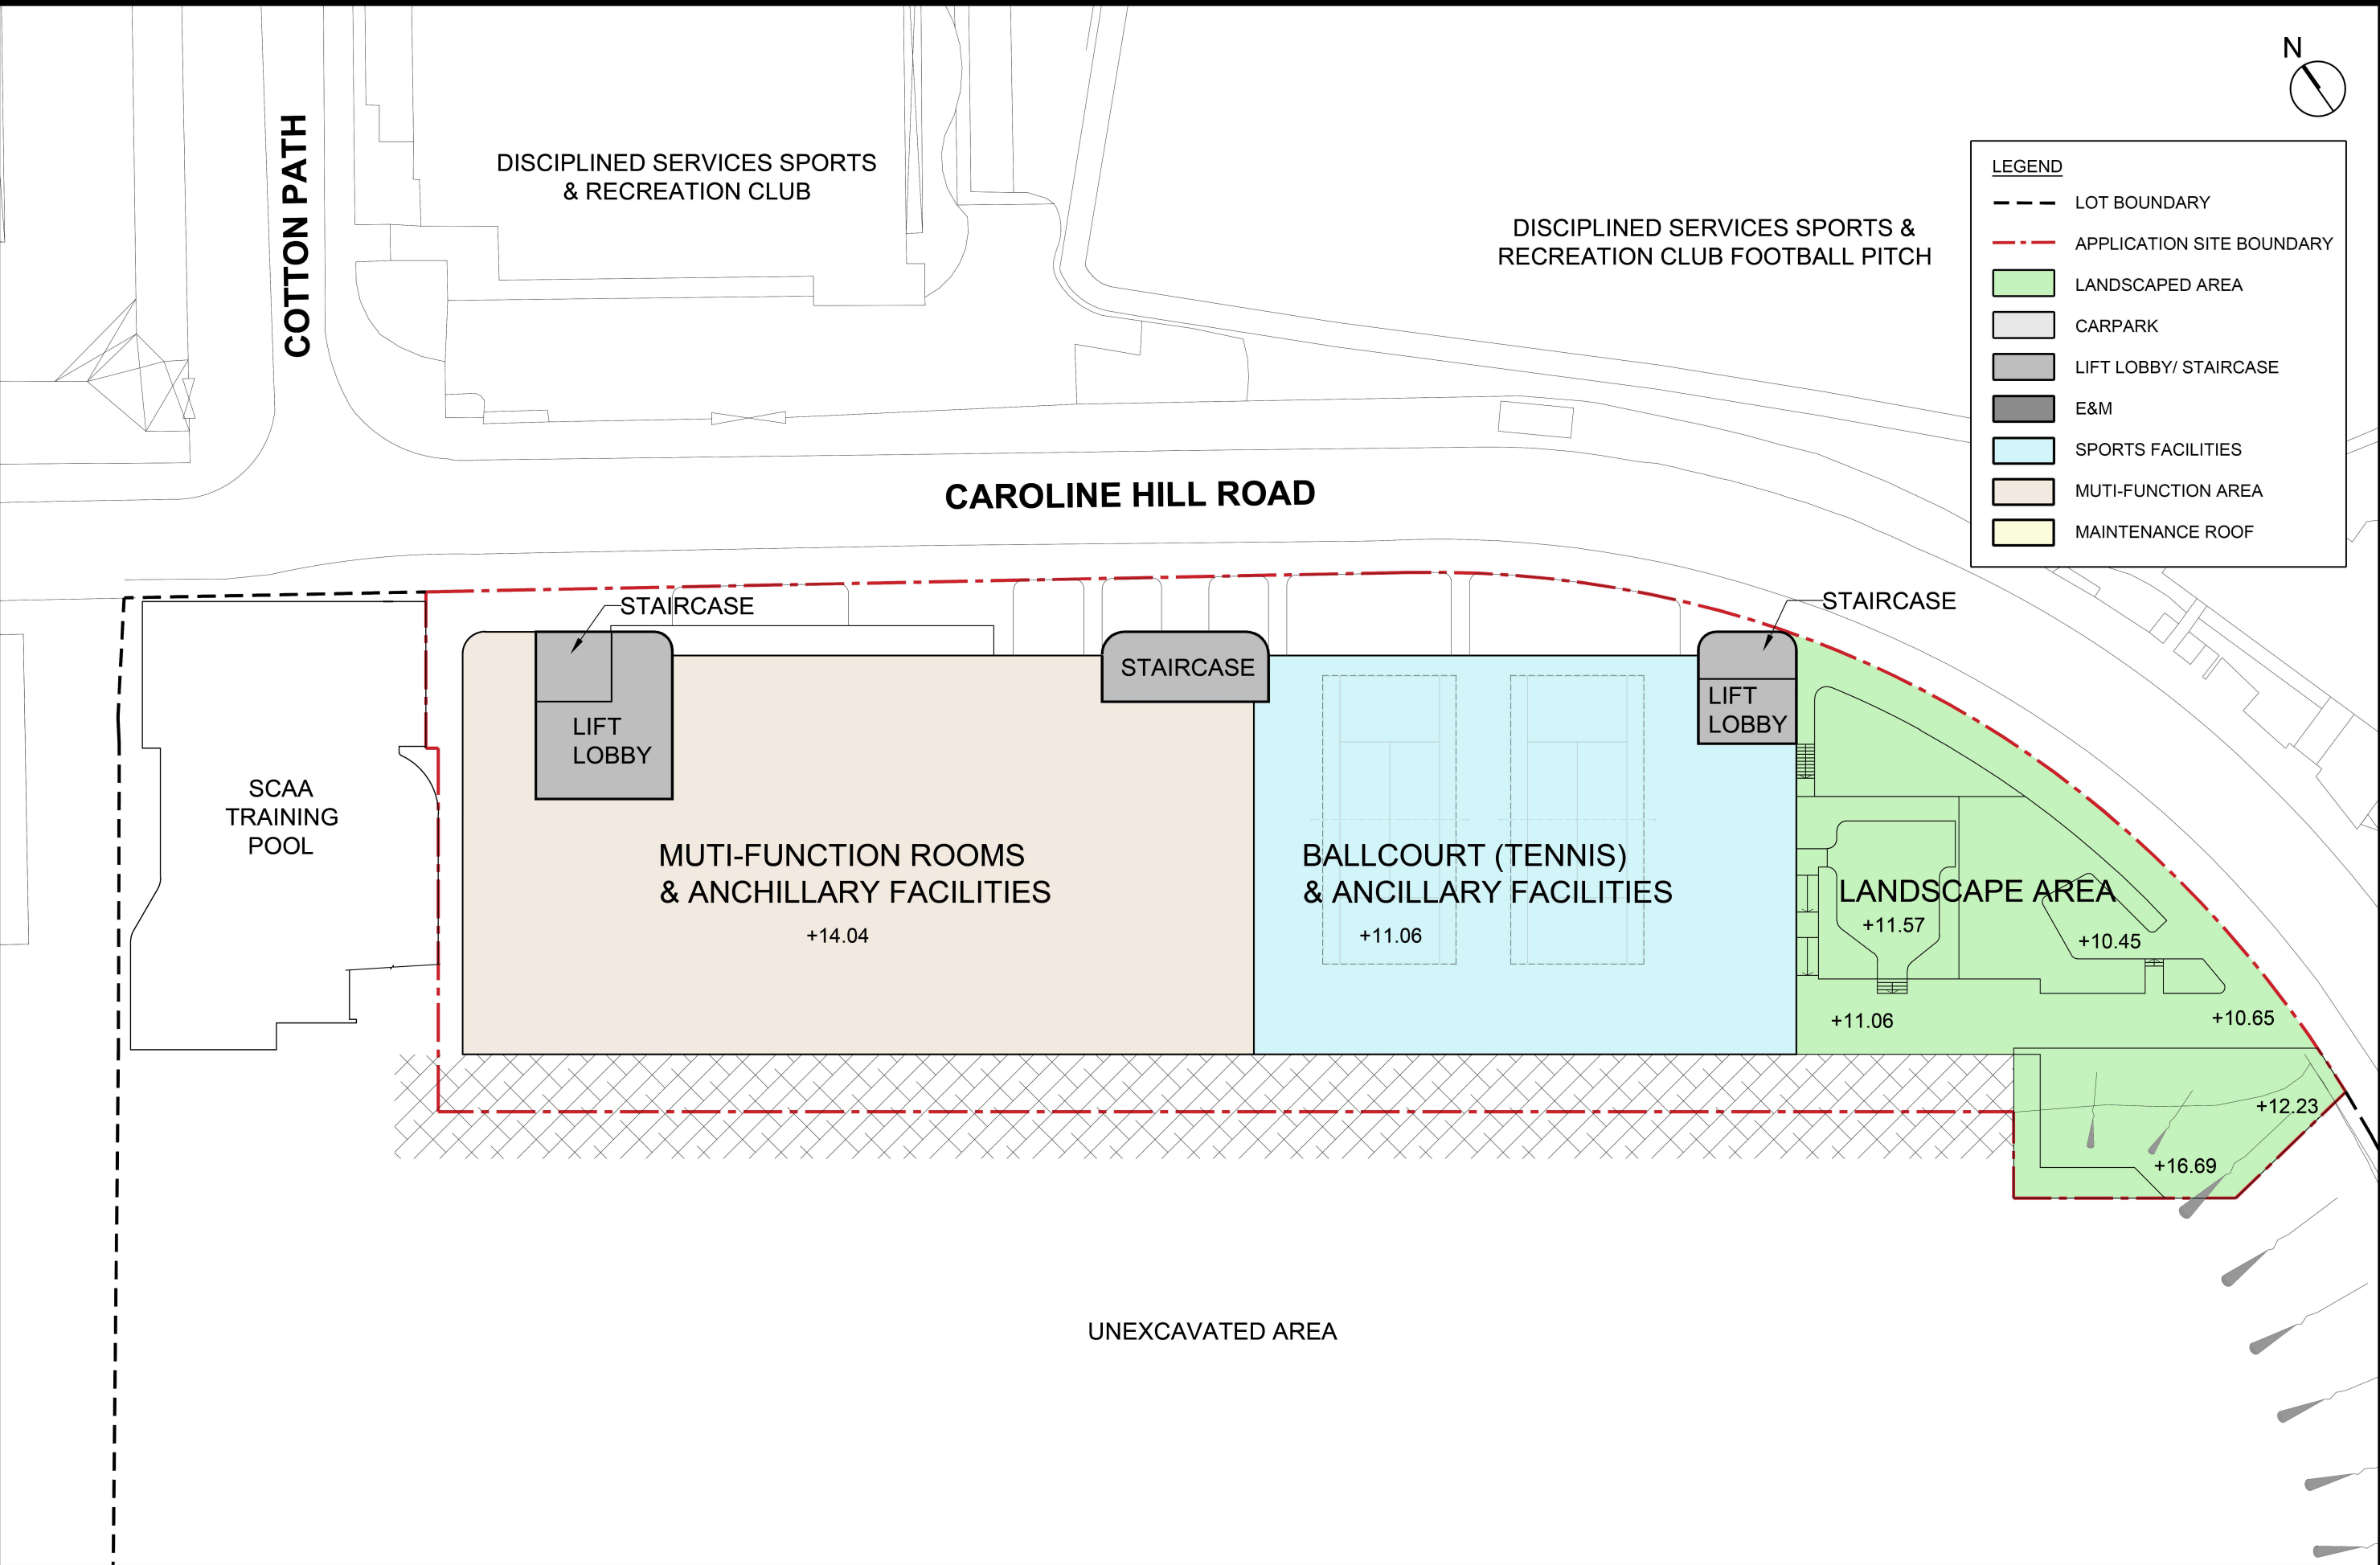 N
COTTON PATH
DISCIPLINED SERVICES SPORTS
& RECREATION CLUB
DISCIPLINED SERVICES SPORTS &
RECREATION CLUB FOOTBALL PITCH
LEGEND
LOT BOUNDARY
APPLICATION SITE BOUNDARY
LANDSCAPED AREA
CARPARK
LIFT LOBBY/ STAIRCASE
E&M
SPORTS FACILITIES
MUTI-FUNCTION AREA
MAINTENANCE ROOF
CAROLINE HILL ROAD
STAIRCASE
STAIRCASE
STAIRCASE
LIFT
LOBBY
LIFT
LOBBY
SCAA
TRAINING
POOL
MUTI-FUNCTION ROOMS
& ANCHILLARY FACILITIES
+14.04
BALLCOURT (TENNIS)
& ANCILLARY FACILITIES
+11.06
LANDSCAPE AREA
+11.57
+10.45
+11.06
+10.65
+12.23
+16.69
UNEXCAVATED AREA